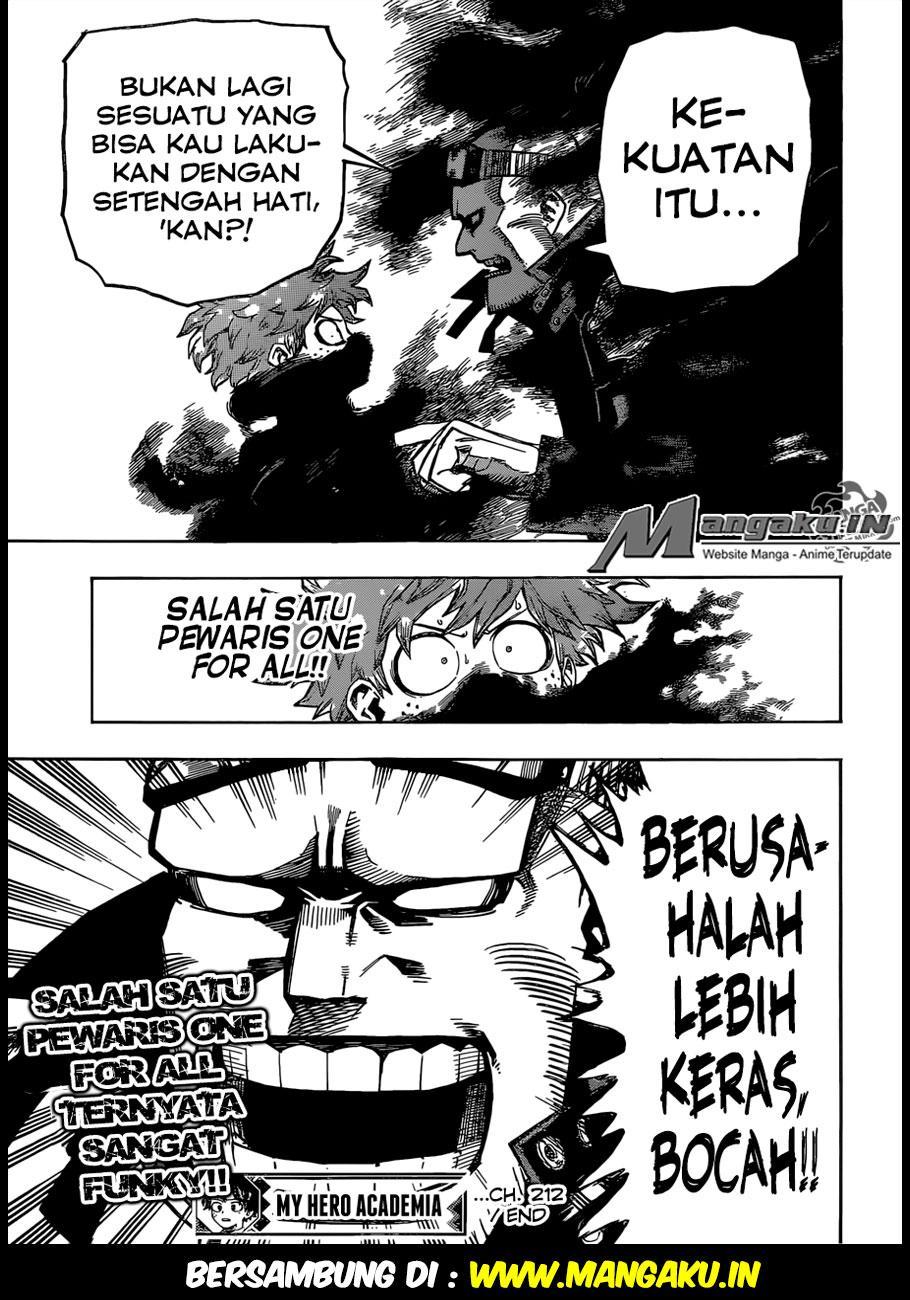 KE-
KUATAN
ITU...
BUKAN LAGI
SESUATU YANG
BISA KAU LAKU-
KAN DENGAN
SETENGAH HATI,
'KAN?!
MANGAKU.IN
Website Manga - Anime Terupdate
SALAH SATU
PEWARIS ONE
FOR ALL!!
BERUSA-
HALAH
LEBIH
KERAS,
BOCAH!!
SALAH SATU
PEWARIS ONE
FOR ALL
TERNYATA
SANGAT
FUNKY!!
MY HERO ACADEMIA
...CH. 212
/ END
BERSAMBUNG DI : WWW.MANGAKU.IN